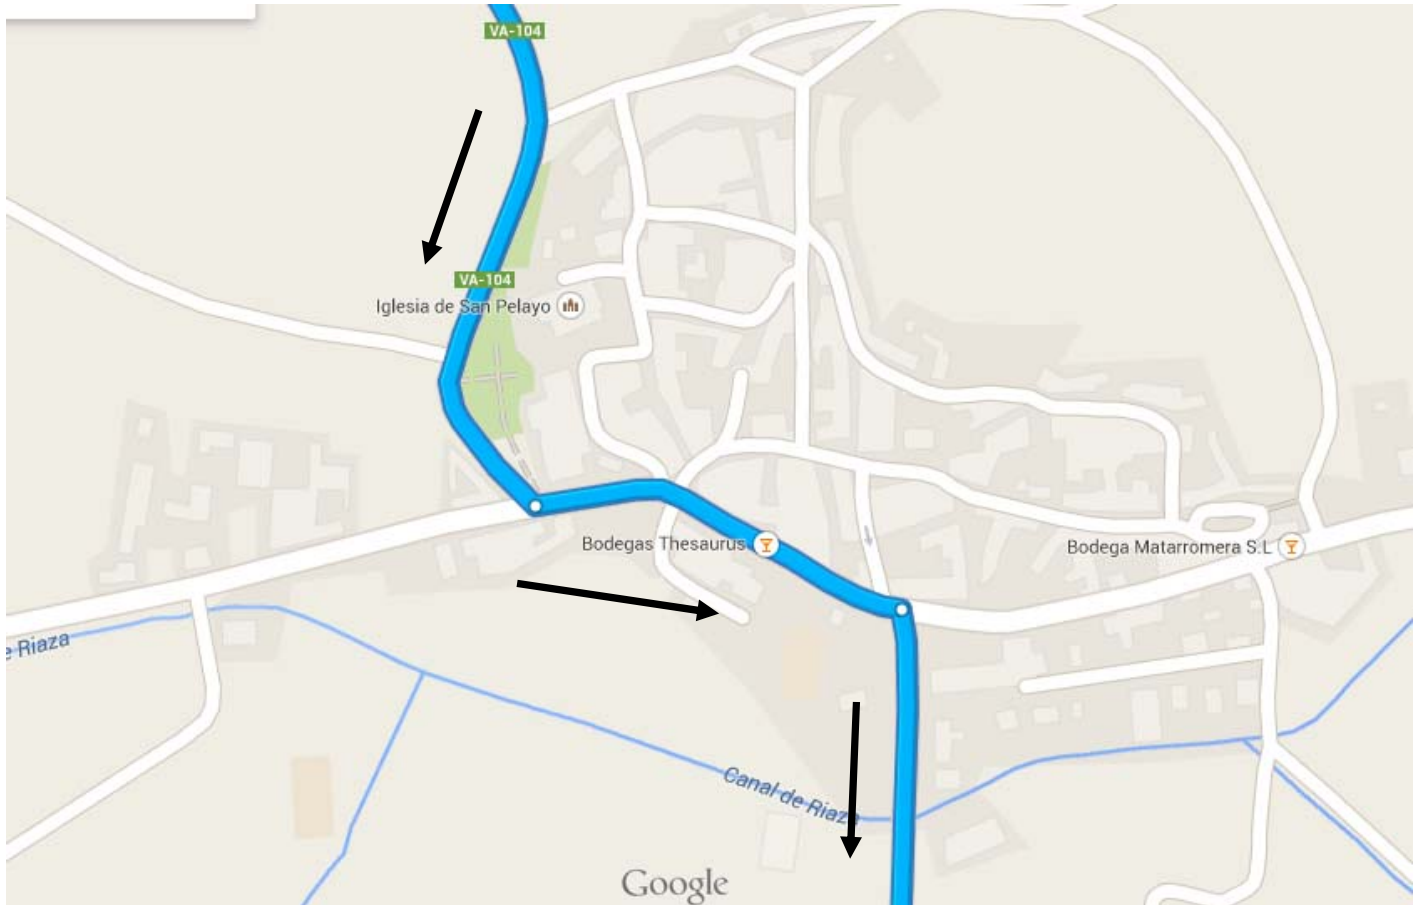 VA-104
VA-104
Iglesia de San Pelayo
Bodegas Thesaurus
Bodega Matarromera S.L
e Riaza
Canal de Riaza
Google